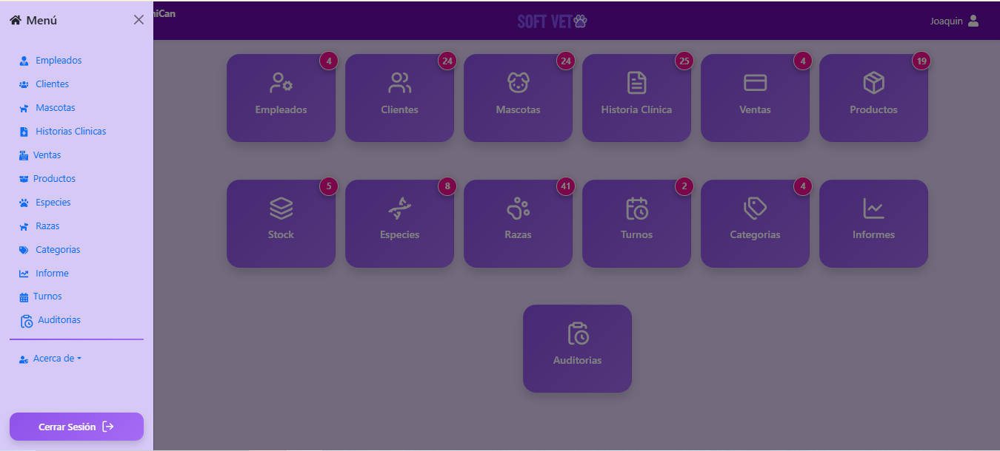 Menú
Empleados
Clientes
Mascotas
Historias Clinicas
Ventas
Productos
Especies
Razas
Categorias
Informe
Turnos
Auditorias
Acerca de
Cerrar Sesión
niCan
SOFT VET
Joaquin
4
24
24
25
4
19
Empleados
Clientes
Mascotas
Historia Clínica
Ventas
Productos
5
8
41
2
4
Stock
Especies
Razas
Turnos
Categorias
Informes
Auditorias